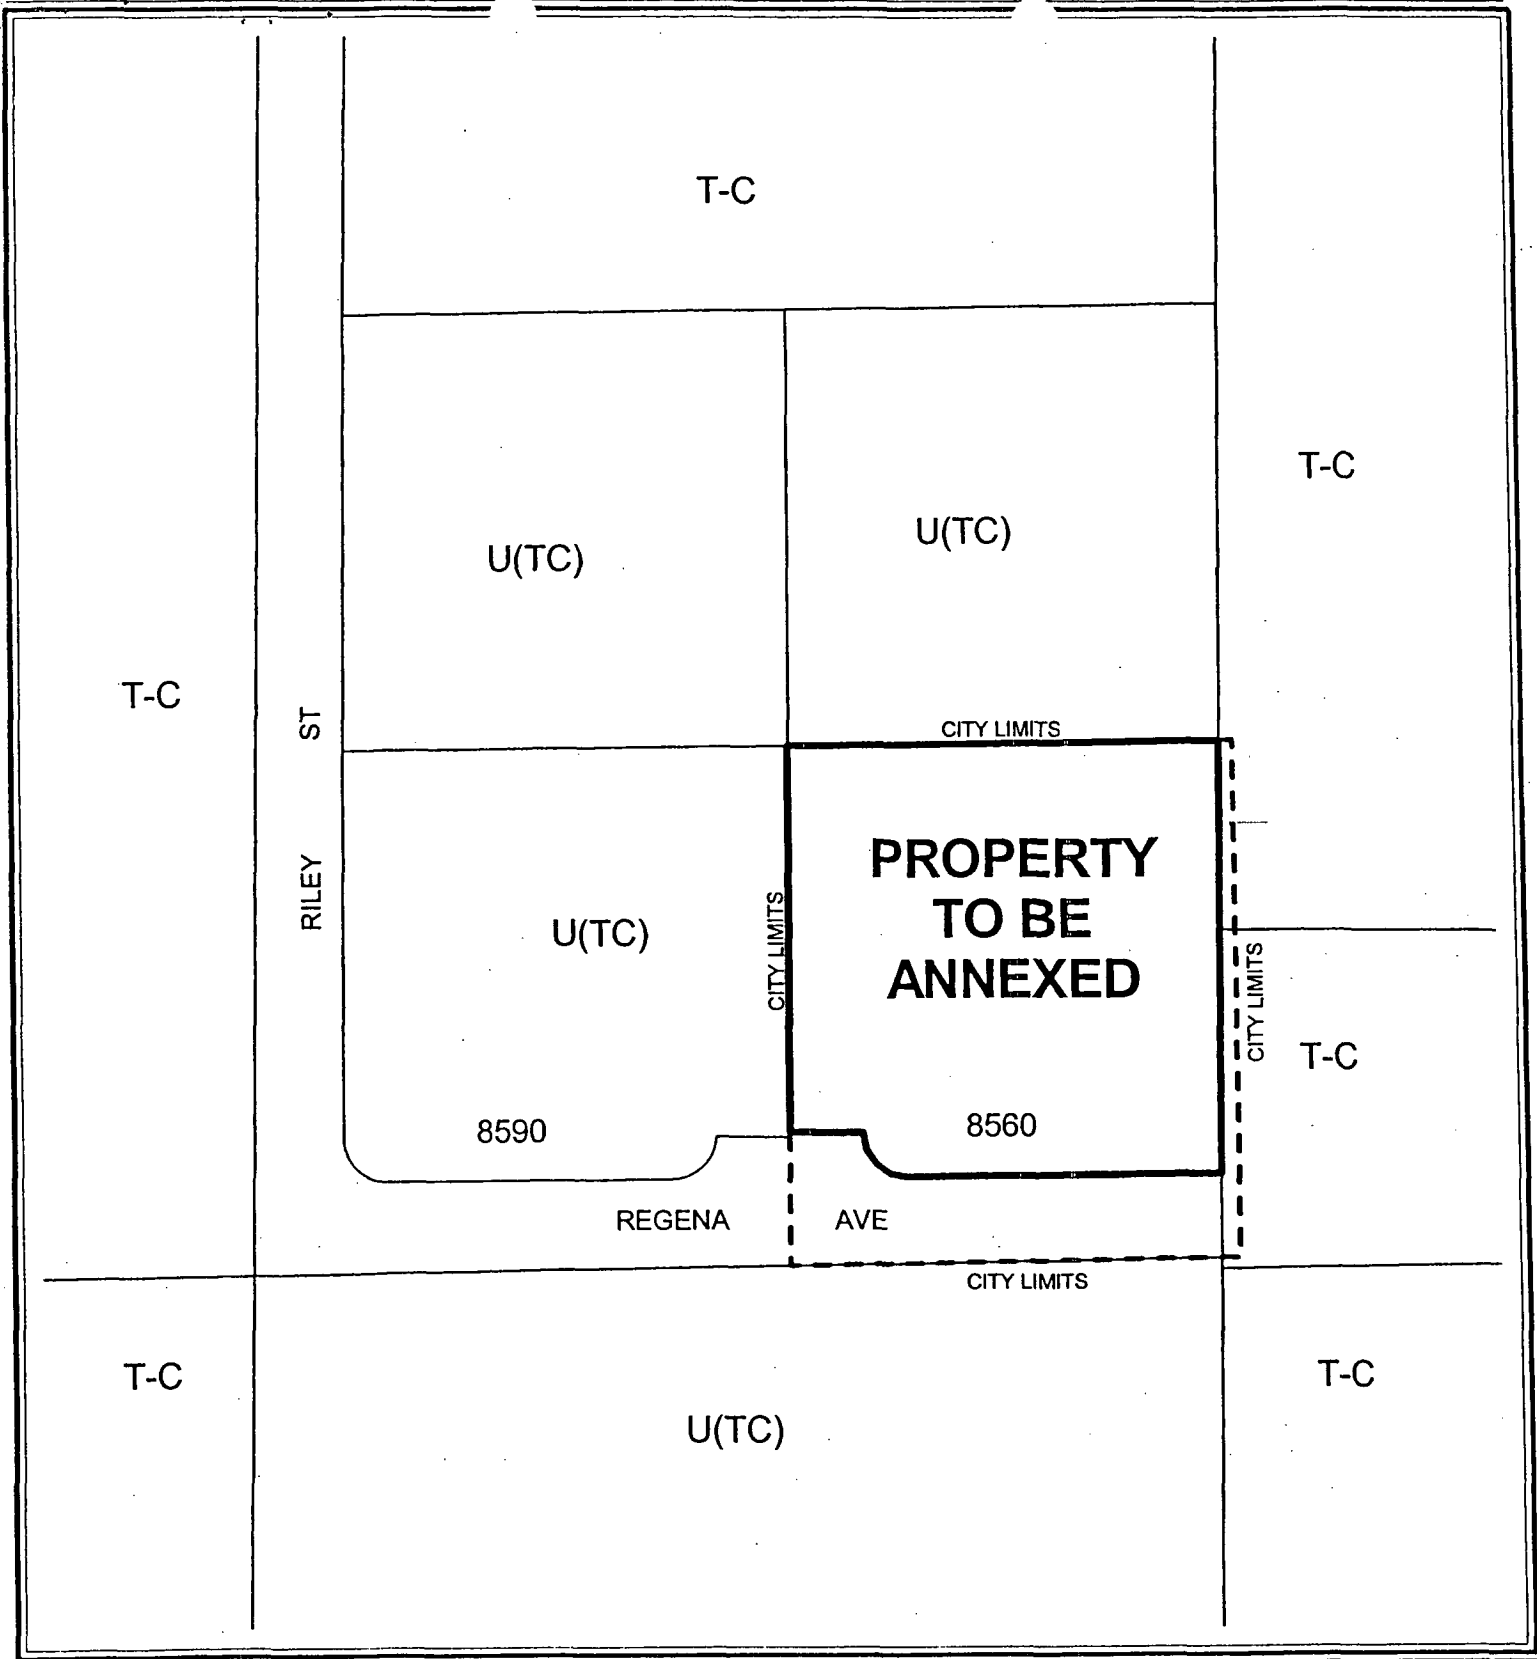 T-C
T-C
U(TC)
U(TC)
T-C
RILEY ST
CITY LIMITS
PROPERTY
TO BE
ANNEXED
U(TC)
CITY LIMITS
CITY LIMITS
T-C
8590
8560
REGENA AVE
CITY LIMITS
T-C
T-C
U(TC)